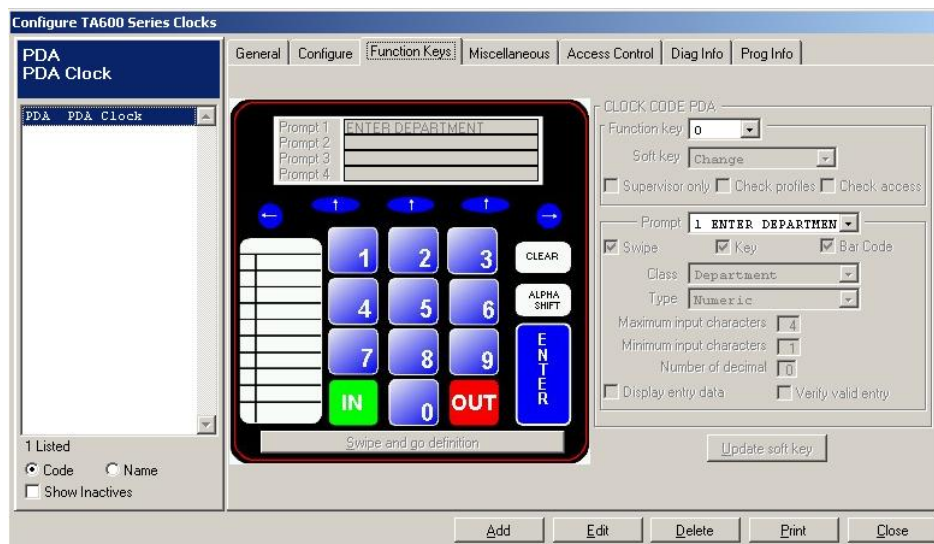 Configure TA600 Series Clocks
PDA
PDA Clock
General Configure Function Keys Miscellaneous Access Control Diag Info Prog Info
PDA PDA Clock
1 Listed
Code Name
Show Inactives
Prompt 1 ENTER DEPARTMENT
Prompt 2
Prompt 3
Prompt 4
1 2 3 CLEAR
4 5 6 ALPHA SHIFT
7 8 9 ENTER
IN 0 OUT
Swipe and go definition
CLOCK CODE PDA
Function key 0
Soft key Change
Supervisor only Check profiles Check access
Prompt 1 ENTER DEPARTMEN
Swipe Key Bar Code
Class Department
Type Numeric
Maximum input characters 4
Minimum input characters 1
Number of decimal 0
Display entry data Verify valid entry
Update soft key
Add Edit Delete Print Close